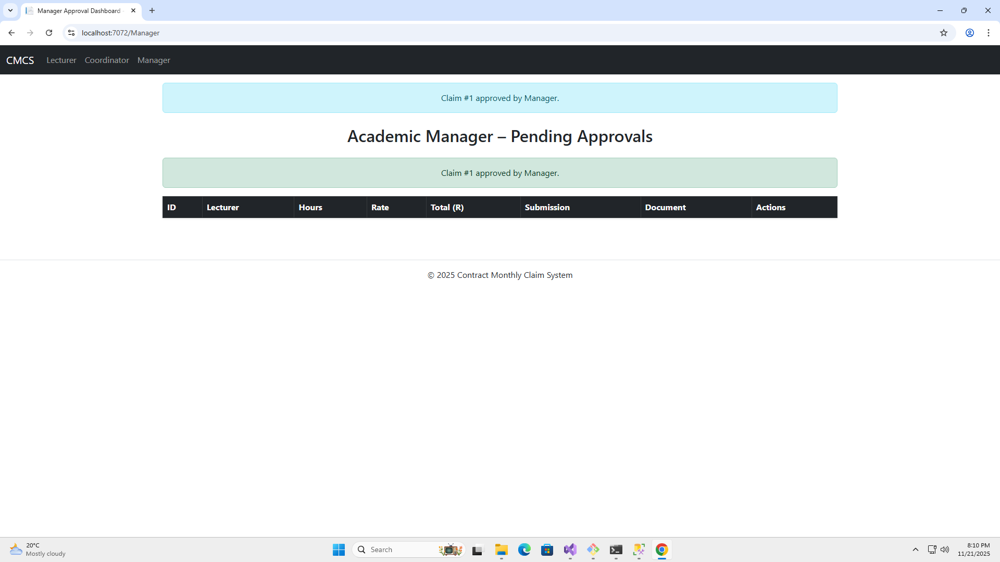 Manager Approval Dashboard
localhost:7072/Manager
CMCS Lecturer Coordinator Manager
Claim #1 approved by Manager.
Academic Manager – Pending Approvals
Claim #1 approved by Manager.
ID Lecturer Hours Rate Total (R) Submission Document Actions
© 2025 Contract Monthly Claim System
20°C
Mostly cloudy
Search
8:10 PM
11/21/2025